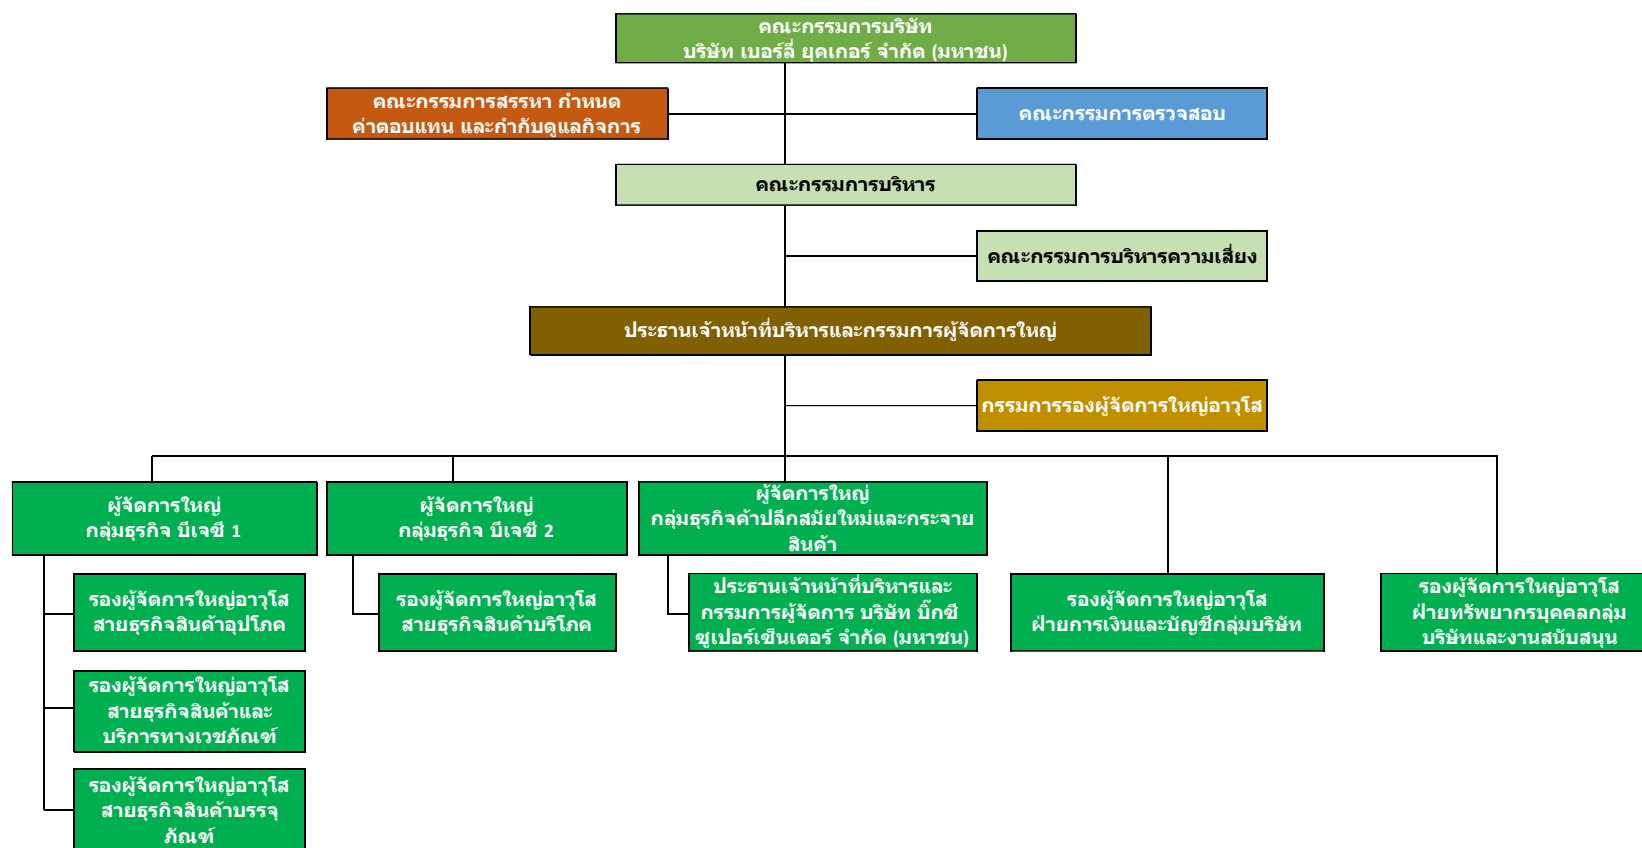 คณะกรรมการบริษัท
บริษัท เบอร์ลี่ ยุคเกอร์ จำกัด (มหาชน)
คณะกรรมการสรรหา กำหนด
ค่าตอบแทน และกำกับดูแลกิจการ
คณะกรรมการตรวจสอบ
คณะกรรมการบริหาร
คณะกรรมการบริหารความเสี่ยง
ประธานเจ้าหน้าที่บริหารและกรรมการผู้จัดการใหญ่
กรรมการรองผู้จัดการใหญ่อาวุโส
ผู้จัดการใหญ่
กลุ่มธุรกิจ บีเจซี 1
ผู้จัดการใหญ่
กลุ่มธุรกิจ บีเจซี 2
ผู้จัดการใหญ่
กลุ่มธุรกิจค้าปลีกสมัยใหม่และกระจาย
สินค้า
รองผู้จัดการใหญ่อาวุโส
สายธุรกิจสินค้าอุปโภค
รองผู้จัดการใหญ่อาวุโส
สายธุรกิจสินค้าบริโภค
ประธานเจ้าหน้าที่บริหารและ
กรรมการผู้จัดการ บริษัท บิ๊กซี
ซูเปอร์เซ็นเตอร์ จำกัด (มหาชน)
รองผู้จัดการใหญ่อาวุโส
ฝ่ายการเงินและบัญชีกลุ่มบริษัท
รองผู้จัดการใหญ่อาวุโส
ฝ่ายทรัพยากรบุคคลกลุ่ม
บริษัทและงานสนับสนุน
รองผู้จัดการใหญ่อาวุโส
สายธุรกิจสินค้าและ
บริการทางเวชภัณฑ์
รองผู้จัดการใหญ่อาวุโส
สายธุรกิจสินค้าบรรจุ
ภัณฑ์